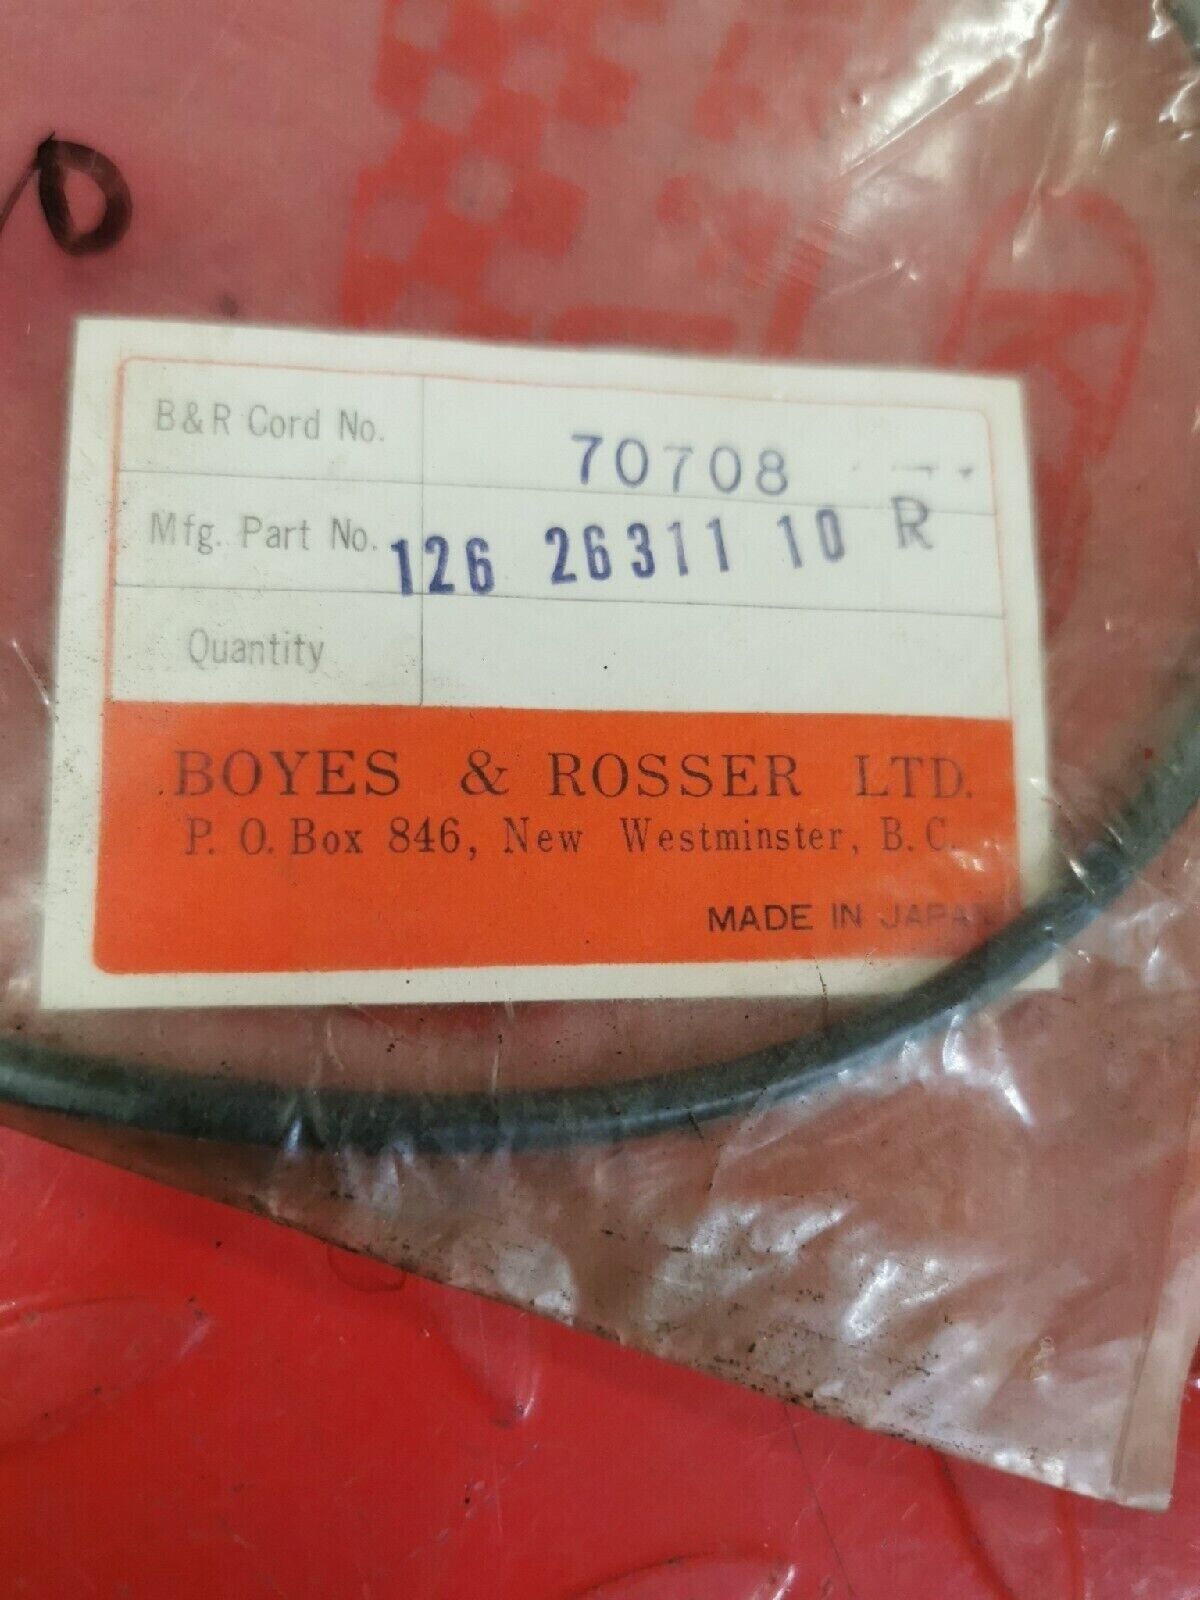 B & R Cord No. 70708
Mfg. Part No. 126 26311 10 R
Quantity
BOYES & ROSSER LTD.
P. O. Box 846, New Westminster, B. C.
MADE IN JAPAN